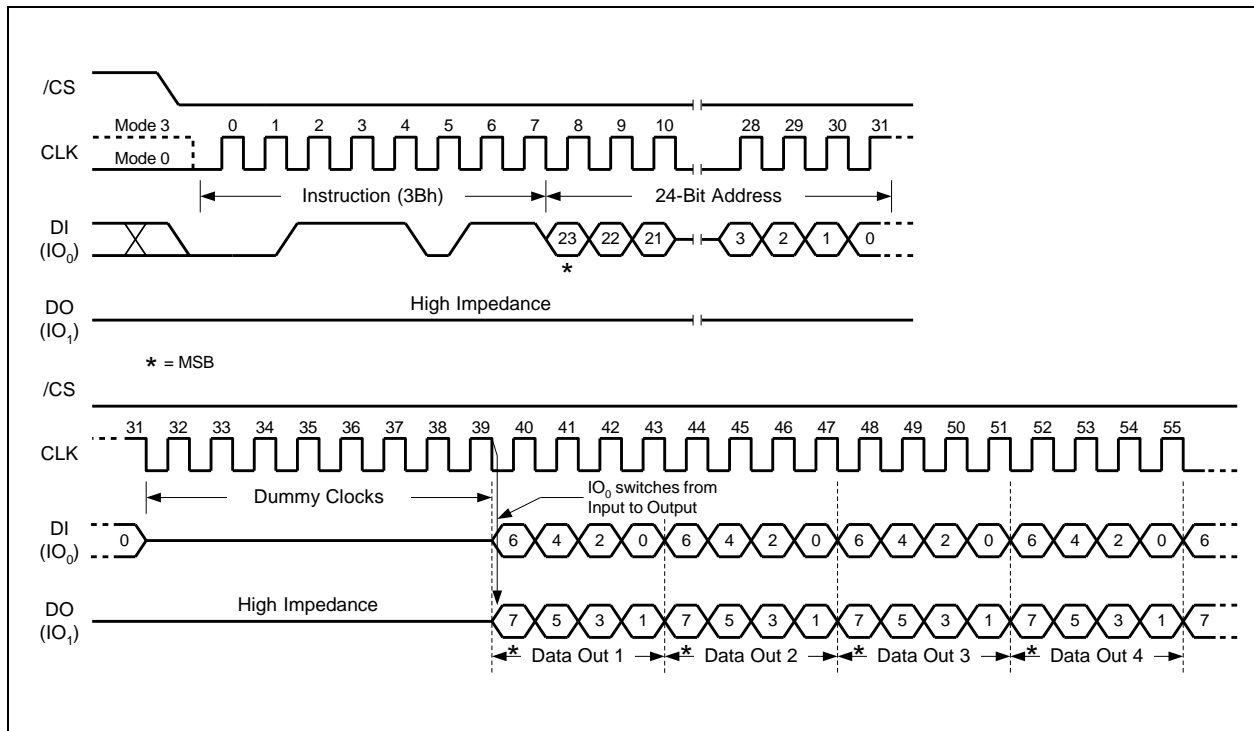 /CS
Mode 3
0 1 2 3 4 5 6 7 8 9 10 28 29 30 31
CLK
Mode 0
Instruction (3Bh) 24-Bit Address
DI
(IO0)
23 22 21 3 2 1 0
*
DO
(IO1)
High Impedance
* = MSB
/CS
31 32 33 34 35 36 37 38 39 40 41 42 43 44 45 46 47 48 49 50 51 52 53 54 55
CLK
Dummy Clocks
IO0 switches from
Input to Output
DI
(IO0)
0 6 4 2 0 6 4 2 0 6 4 2 0 6 4 2 0 6
DO
(IO1)
High Impedance
7 5 3 1 7 5 3 1 7 5 3 1 7 5 3 1 7
* Data Out 1 * Data Out 2 * Data Out 3 * Data Out 4